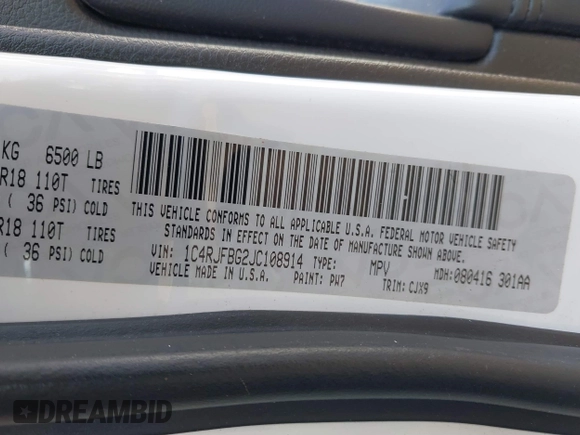 KG 6500 LB
R18 110T TIRES
( 36 PSI) COLD
R18 110T TIRES
( 36 PSI) COLD
THIS VEHICLE CONFORMS TO ALL APPLICABLE U.S.A. FEDERAL MOTOR VEHICLE SAFETY
STANDARDS IN EFFECT ON THE DATE OF MANUFACTURE SHOWN ABOVE.
VIN: 1C4RJFBG2JC108914 TYPE: MPV MDH:080416 301AA
VEHICLE MADE IN U.S.A. PAINT: PW7 TRIM: CJX9
DREAMBID